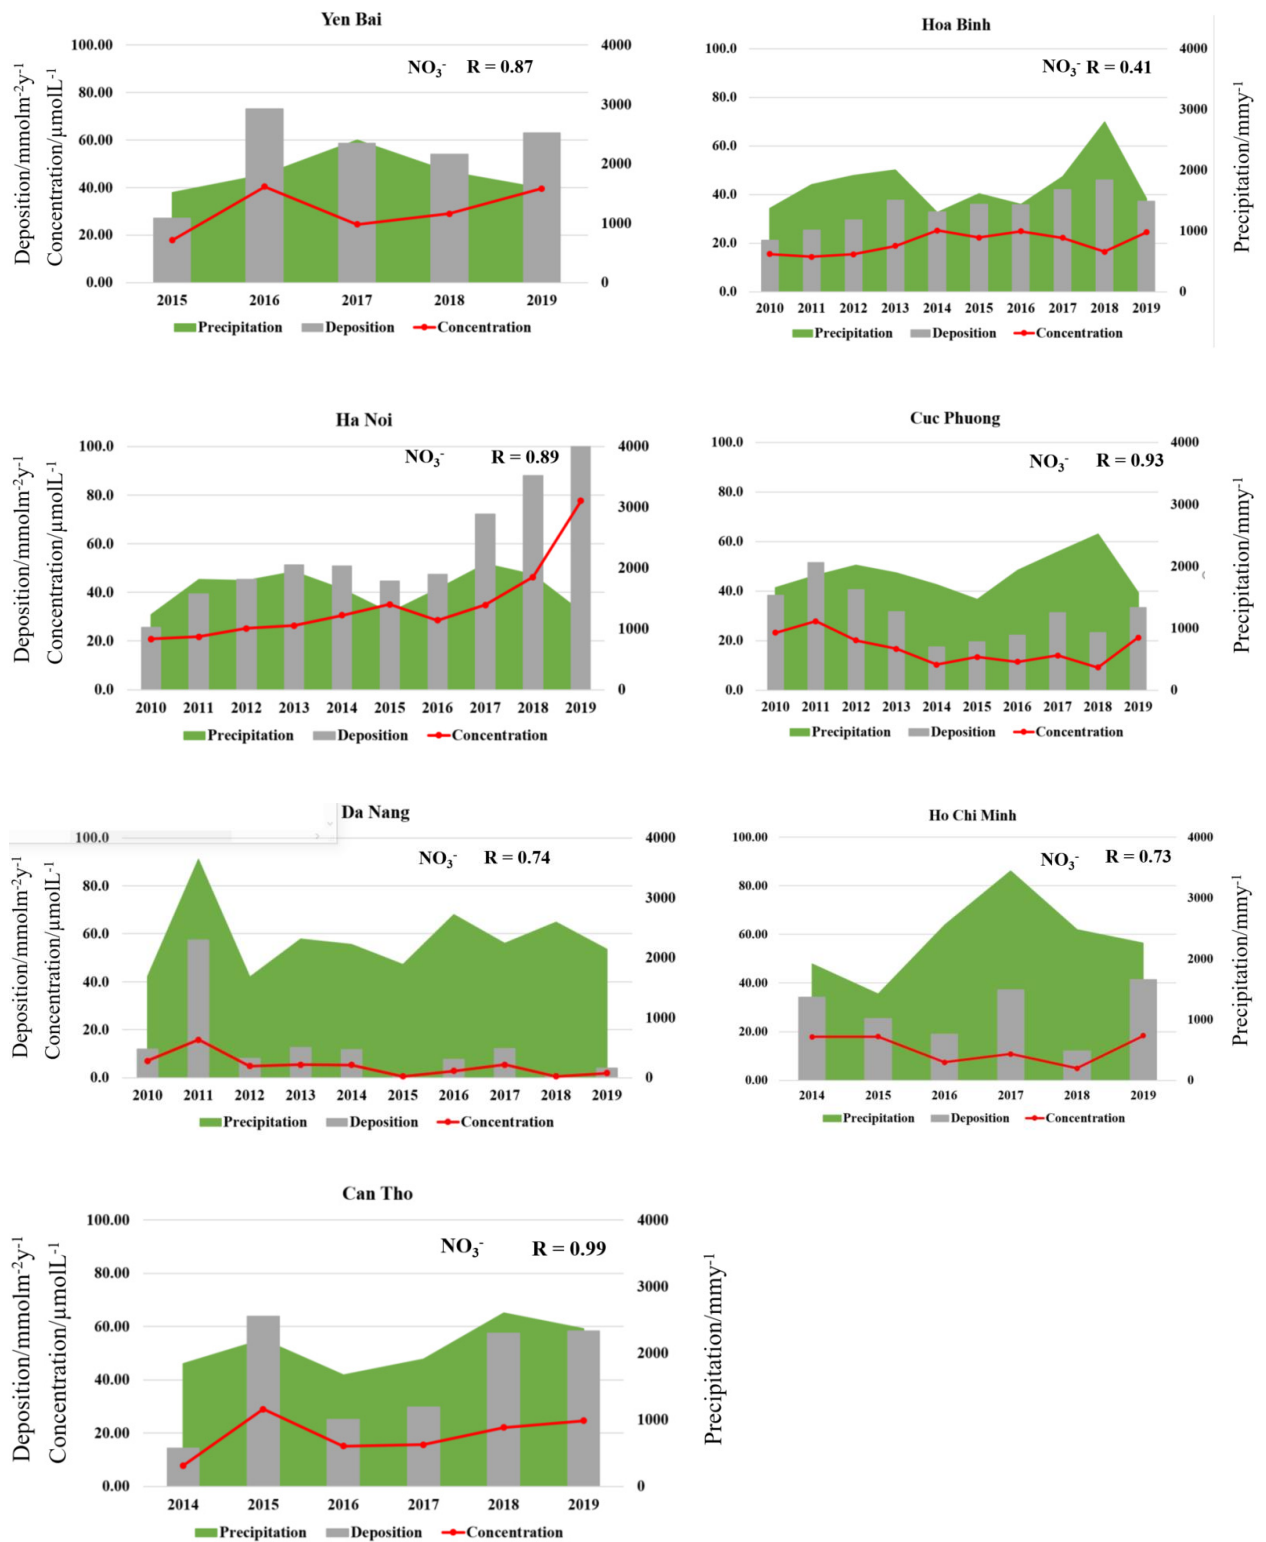 Yen Bai
NO₃⁻ R = 0.87
Deposition/mmolm⁻²y⁻¹
Concentration/µmolL⁻¹
100.00
80.00
60.00
40.00
20.00
0.00
4000
3000
2000
1000
0
2015 2016 2017 2018 2019
Precipitation Deposition Concentration
Hoa Binh
NO₃⁻ R = 0.41
100.0
80.0
60.0
40.0
20.0
0.0
4000
3000
2000
1000
0
Precipitation/mmy⁻¹
2010 2011 2012 2013 2014 2015 2016 2017 2018 2019
Precipitation Deposition Concentration
Ha Noi
NO₃⁻ R = 0.89
Deposition/mmolm⁻²y⁻¹
Concentration/µmolL⁻¹
100.0
80.0
60.0
40.0
20.0
0.0
4000
3000
2000
1000
0
2010 2011 2012 2013 2014 2015 2016 2017 2018 2019
Precipitation Deposition Concentration
Cuc Phuong
NO₃⁻ R = 0.93
100.0
80.0
60.0
40.0
20.0
0.0
4000
3000
2000
1000
0
Precipitation/mmy⁻¹
2010 2011 2012 2013 2014 2015 2016 2017 2018 2019
Precipitation Deposition Concentration
Da Nang
NO₃⁻ R = 0.74
Deposition/mmolm⁻²y⁻¹
Concentration/µmolL⁻¹
100.0
80.0
60.0
40.0
20.0
0.0
4000
3000
2000
1000
0
2010 2011 2012 2013 2014 2015 2016 2017 2018 2019
Precipitation Deposition Concentration
Ho Chi Minh
NO₃⁻ R = 0.73
100.00
80.00
60.00
40.00
20.00
0.00
4000
3000
2000
1000
0
Precipitation/mmy⁻¹
2014 2015 2016 2017 2018 2019
Precipitation Deposition Concentration
Can Tho
NO₃⁻ R = 0.99
Deposition/mmolm⁻²y⁻¹
Concentration/µmolL⁻¹
100.00
80.00
60.00
40.00
20.00
0.00
4000
3000
2000
1000
0
Precipitation/mmy⁻¹
2014 2015 2016 2017 2018 2019
Precipitation Deposition Concentration